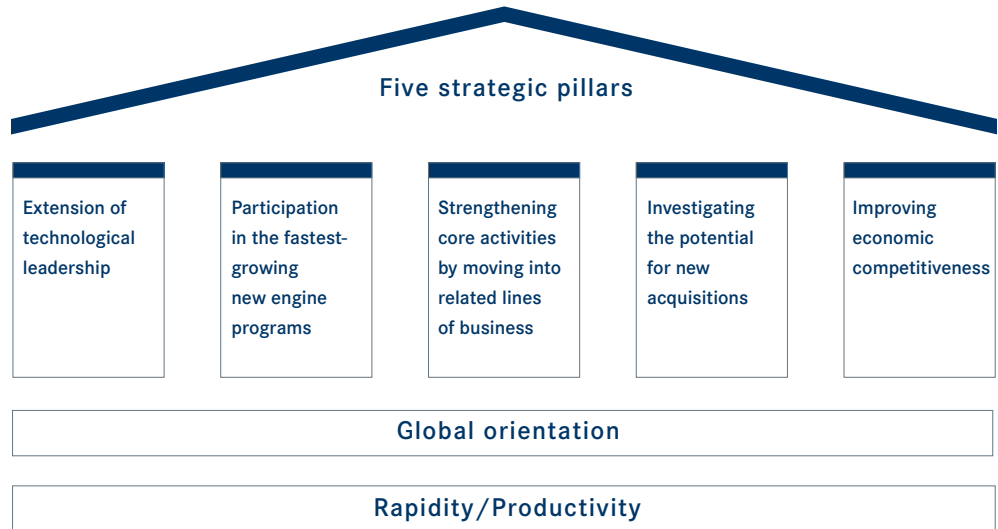 Five strategic pillars
Extension of
technological
leadership
Participation
in the fastest-
growing
new engine
programs
Strengthening
core activities
by moving into
related lines
of business
Investigating
the potential
for new
acquisitions
Improving
economic
competitiveness
Global orientation
Rapidity/Productivity